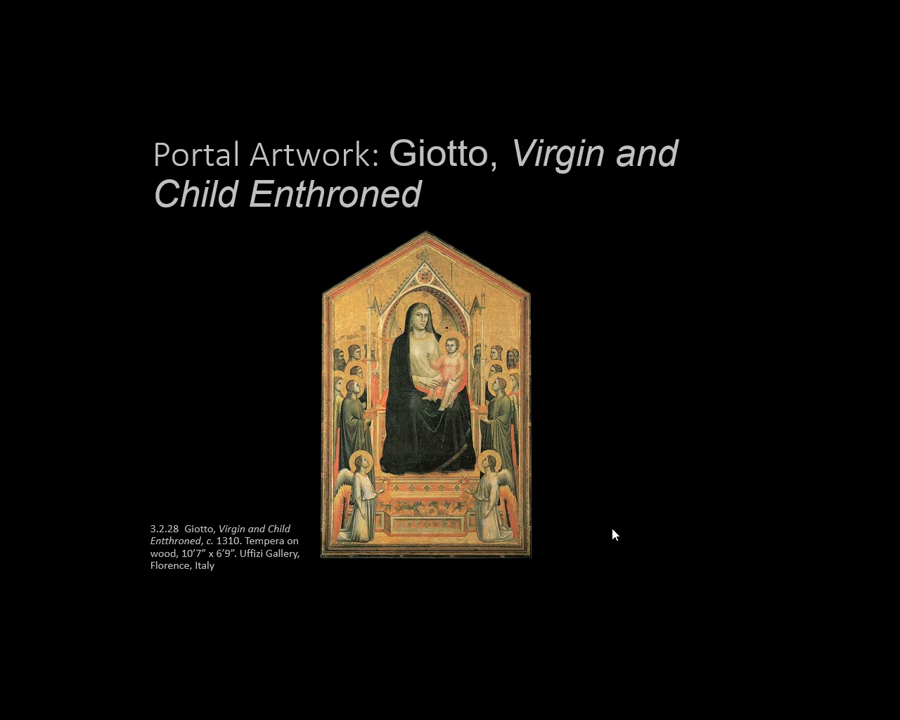 Portal Artwork: Giotto, Virgin and
Child Enthroned
3.2.28 Giotto, Virgin and Child
Entthroned, c. 1310. Tempera on
wood, 10’7” x 6’9”. Uffizi Gallery,
Florence, Italy